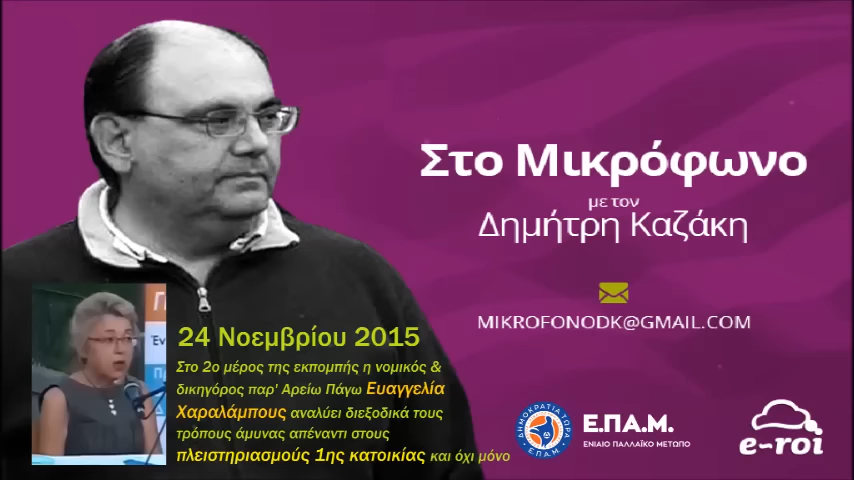 Στο Μικρόφωνο
με τον
Δημήτρη Καζάκη
MIKROFONODK@GMAIL.COM
24 Νοεμβρίου 2015
Στο 2ο μέρος της εκπομπής η νομικός &
δικηγόρος παρ' Αρείω Πάγω Ευαγγελία
Χαραλάμπους αναλύει διεξοδικά τους
τρόπους άμυνας απέναντι στους
πλειστηριασμούς 1ης κατοικίας και όχι μόνο
ΔΗΜΟΚΡΑΤΙΑ ΤΩΡΑ
Ε.ΠΑ.Μ.
Ε.ΠΑ.Μ.
ΕΝΙΑΙΟ ΠΑΛΛΑΪΚΟ ΜΕΤΩΠΟ
e-roi